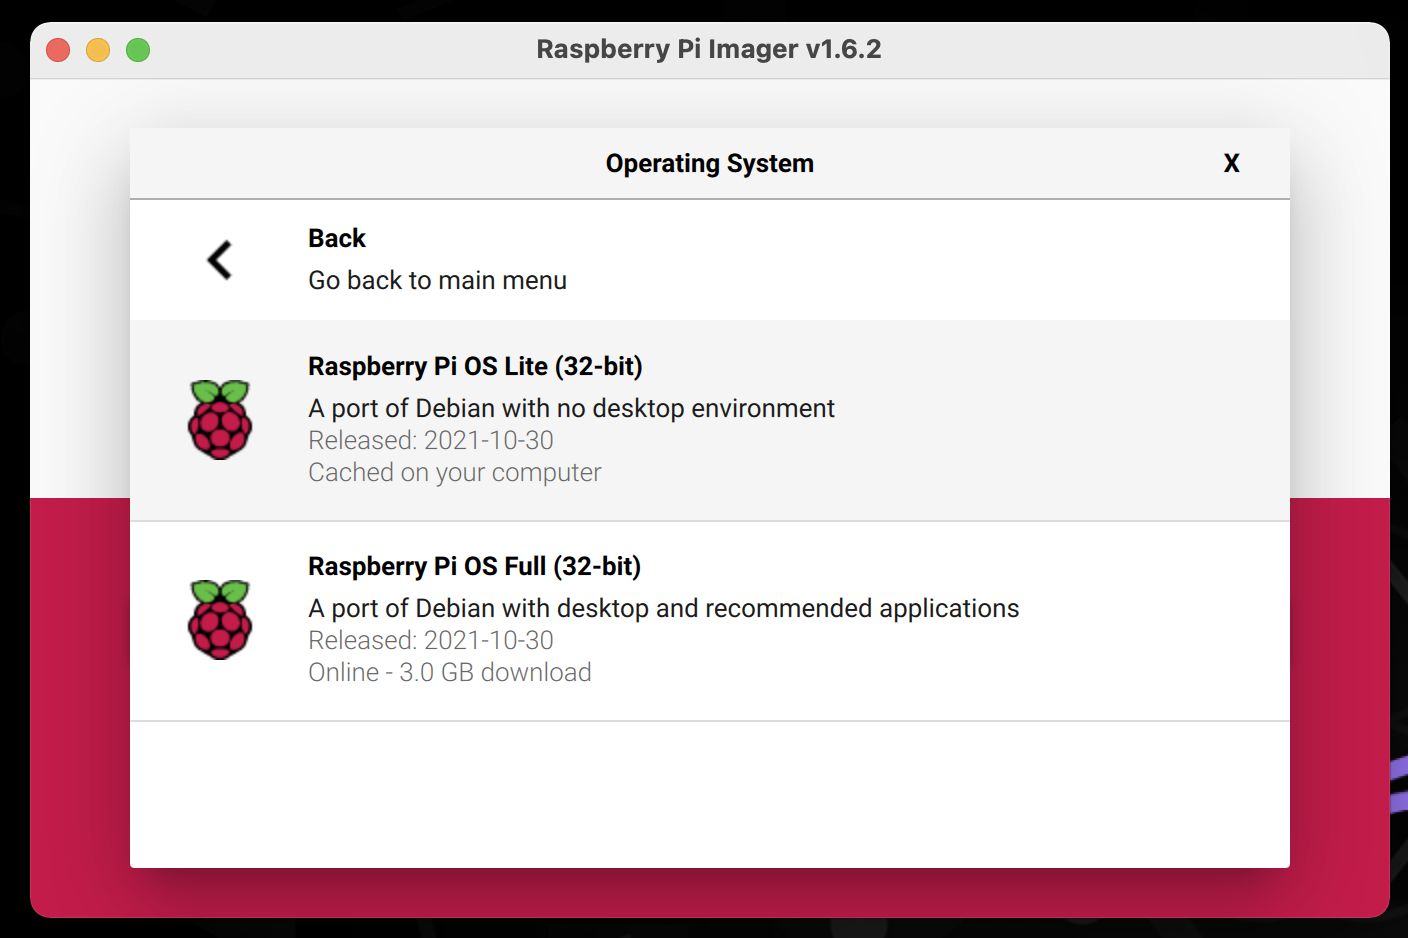 Raspberry Pi Imager v1.6.2
Operating System
X
Back
Go back to main menu
Raspberry Pi OS Lite (32-bit)
A port of Debian with no desktop environment
Released: 2021-10-30
Cached on your computer
Raspberry Pi OS Full (32-bit)
A port of Debian with desktop and recommended applications
Released: 2021-10-30
Online - 3.0 GB download